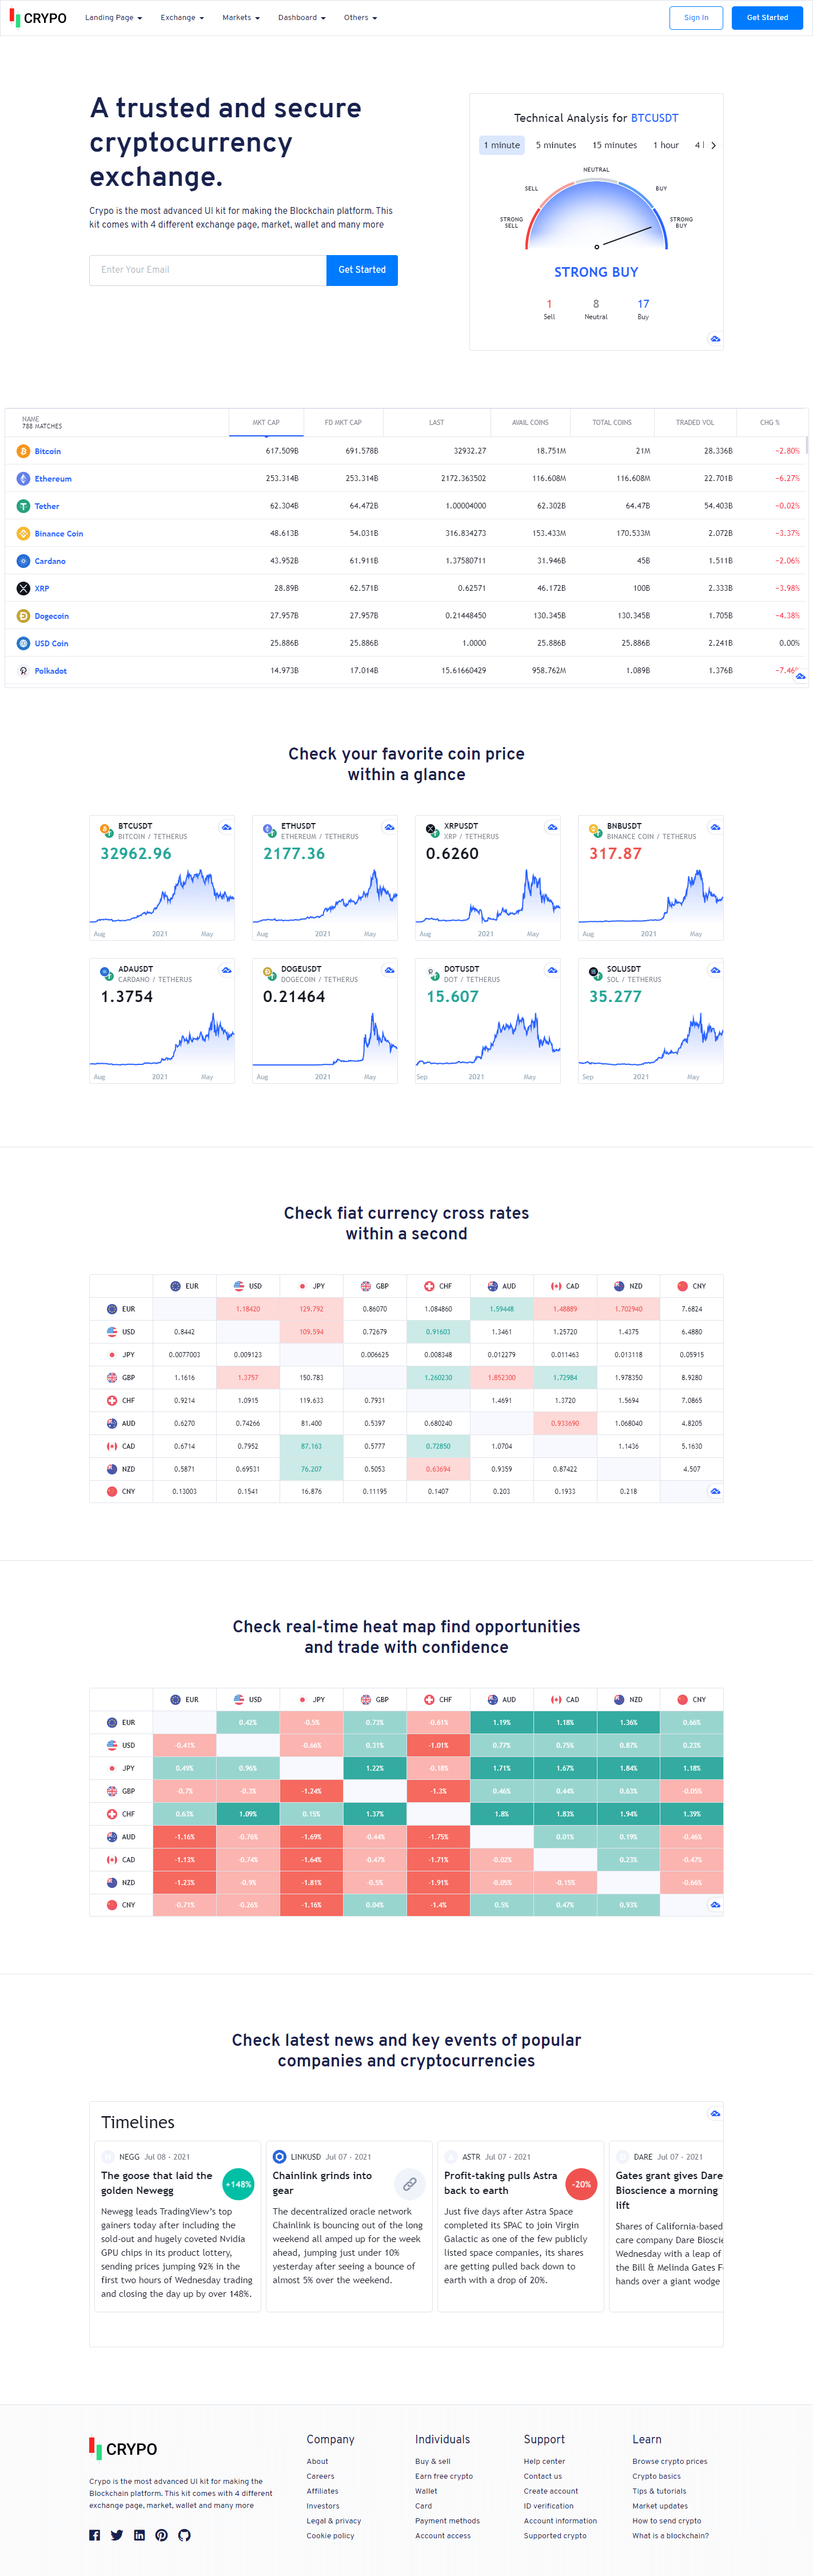 CRYPO
Landing Page Exchange Markets Dashboard Others Sign In Get Started
A trusted and secure
cryptocurrency
exchange.
Crypo is the most advanced UI kit for making the Blockchain platform. This
kit comes with 4 different exchange page, market, wallet and many more
Enter Your Email Get Started
Technical Analysis for BTCUSDT
1 minute 5 minutes 15 minutes 1 hour 4
NEUTRAL
SELL BUY
STRONG SELL STRONG BUY
STRONG BUY
1 8 17
Sell Neutral Buy
NAME MKT CAP FD MKT CAP LAST AVAIL COINS TOTAL COINS TRADED VOL CHG %
788 MATCHES
Bitcoin 617.509B 691.578B 32932.27 18.751M 21M 28.336B −2.80%
Ethereum 253.314B 253.314B 2172.363502 116.608M 116.608M 22.701B −6.27%
Tether 62.304B 64.472B 1.00004000 62.302B 64.47B 54.403B −0.02%
Binance Coin 48.613B 54.031B 316.834273 153.433M 170.533M 2.072B −3.37%
Cardano 43.952B 61.911B 1.37580711 31.946B 45B 1.511B −2.06%
XRP 28.89B 62.571B 0.62571 46.172B 100B 2.333B −3.98%
Dogecoin 27.957B 27.957B 0.21448450 130.345B 130.345B 1.705B −4.38%
USD Coin 25.886B 25.886B 1.0000 25.886B 25.886B 2.241B 0.00%
Polkadot 14.973B 17.014B 15.61660429 958.762M 1.089B 1.376B −7.46%
Check your favorite coin price
within a glance
BTCUSDT ETHUSDT XRPUSDT BNBUSDT
BITCOIN / TETHERUS ETHEREUM / TETHERUS XRP / TETHERUS BINANCE COIN / TETHERUS
32962.96 2177.36 0.6260 317.87
Aug 2021 May Aug 2021 May Aug 2021 May Aug 2021 May
ADAUSDT DOGEUSDT DOTUSDT SOLUSDT
CARDANO / TETHERUS DOGECOIN / TETHERUS DOT / TETHERUS SOL / TETHERUS
1.3754 0.21464 15.607 35.277
Aug 2021 May Aug 2021 May Sep 2021 May Sep 2021 May
Check fiat currency cross rates
within a second
EUR USD JPY GBP CHF AUD CAD NZD CNY
EUR 1.18420 129.792 0.86070 1.084860 1.59448 1.48889 1.702940 7.6824
USD 0.8442 109.594 0.72679 0.91603 1.3461 1.25720 1.4375 6.4880
JPY 0.0077003 0.009123 0.006625 0.008348 0.012279 0.011463 0.013118 0.05915
GBP 1.1616 1.3757 150.783 1.260230 1.852300 1.72984 1.978350 8.9280
CHF 0.9214 1.0915 119.633 0.7931 1.4691 1.3720 1.5694 7.0865
AUD 0.6270 0.74266 81.400 0.5397 0.680240 0.933690 1.068040 4.8205
CAD 0.6714 0.7952 87.163 0.5777 0.72850 1.0704 1.1436 5.1630
NZD 0.5871 0.69531 76.207 0.5053 0.63694 0.9359 0.87422 4.507
CNY 0.13003 0.1541 16.876 0.11195 0.1407 0.203 0.1933 0.218
Check real-time heat map find opportunities
and trade with confidence
EUR USD JPY GBP CHF AUD CAD NZD CNY
EUR 0.42% -0.5% 0.73% -0.61% 1.19% 1.18% 1.36% 0.66%
USD -0.41% -0.66% 0.31% -1.01% 0.77% 0.75% 0.87% 0.23%
JPY 0.49% 0.96% 1.22% -0.18% 1.71% 1.67% 1.84% 1.18%
GBP -0.7% -0.3% -1.24% -1.3% 0.46% 0.44% 0.63% -0.05%
CHF 0.63% 1.09% 0.15% 1.37% 1.8% 1.83% 1.94% 1.39%
AUD -1.16% -0.76% -1.69% -0.44% -1.75% 0.01% 0.19% -0.46%
CAD -1.13% -0.74% -1.64% -0.47% -1.71% -0.02% 0.23% -0.47%
NZD -1.23% -0.9% -1.81% -0.5% -1.91% -0.05% -0.15% -0.66%
CNY -0.71% -0.26% -1.16% 0.04% -1.4% 0.5% 0.47% 0.93%
Check latest news and key events of popular
companies and cryptocurrencies
Timelines
NEGG Jul 08 - 2021
The goose that laid the
golden Newegg
+148%
Newegg leads TradingView's top
gainers today after including the
sold-out and hugely coveted Nvidia
GPU chips in its product lottery,
sending prices jumping 92% in the
first two hours of Wednesday trading
and closing the day up by over 148%.
LINKUSD Jul 07 - 2021
Chainlink grinds into
gear
The decentralized oracle network
Chainlink is bouncing out of the long
weekend all amped up for the week
ahead, jumping just under 10%
yesterday after seeing a bounce of
almost 5% over the weekend.
ASTR Jul 07 - 2021
Profit-taking pulls Astra
back to earth
-20%
Just five days after Astra Space
completed its SPAC to join Virgin
Galactic as one of the few publicly
listed space companies, its shares
are getting pulled back down to
earth with a drop of 20%.
DARE Jul 07 - 2021
Gates grant gives Dare
Bioscience a morning
lift
Shares of California-based
care company Dare Bioscie
Wednesday with a leap of
the Bill & Melinda Gates F
hands over a giant wodge
CRYPO
Crypo is the most advanced UI kit for making the
Blockchain platform. This kit comes with 4 different
exchange page, market, wallet and many more
Company
About
Careers
Affiliates
Investors
Legal & privacy
Cookie policy
Individuals
Buy & sell
Earn free crypto
Wallet
Card
Payment methods
Account access
Support
Help center
Contact us
Create account
ID verification
Account information
Supported crypto
Learn
Browse crypto prices
Crypto basics
Tips & tutorials
Market updates
How to send crypto
What is a blockchain?